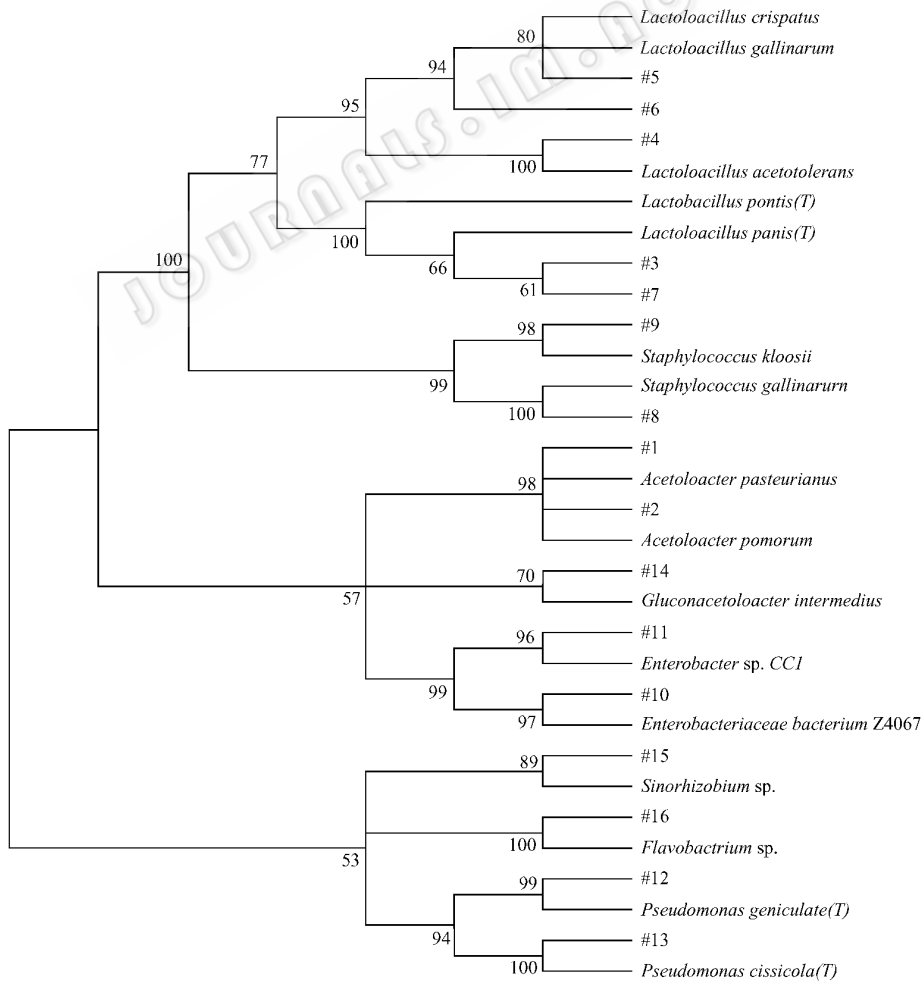 JOURNALS.IM.AC
Lactoloacillus crispatus
80
Lactoloacillus gallinarum
94
#5
95
#6
#4
77
100
Lactoloacillus acetotolerans
Lactobacillus pontis(T)
100
Lactoloacillus panis(T)
100
66
#3
61
#7
98
#9
Staphylococcus kloosii
99
Staphylococcus gallinarurn
100
#8
#1
98
Acetoloacter pasteurianus
#2
Acetoloacter pomorum
70
#14
57
Gluconacetoloacter intermedius
96
#11
Enterobacter sp. CC1
99
#10
97
Enterobacteriaceae bacterium Z4067
89
#15
Sinorhizobium sp.
#16
53
100
Flavobactrium sp.
99
#12
Pseudomonas geniculate(T)
94
#13
100
Pseudomonas cissicola(T)